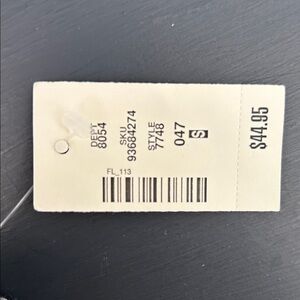 DEPT
8054
SKU
93684274
STYLE
7748
047 S
FL_113
$44.95